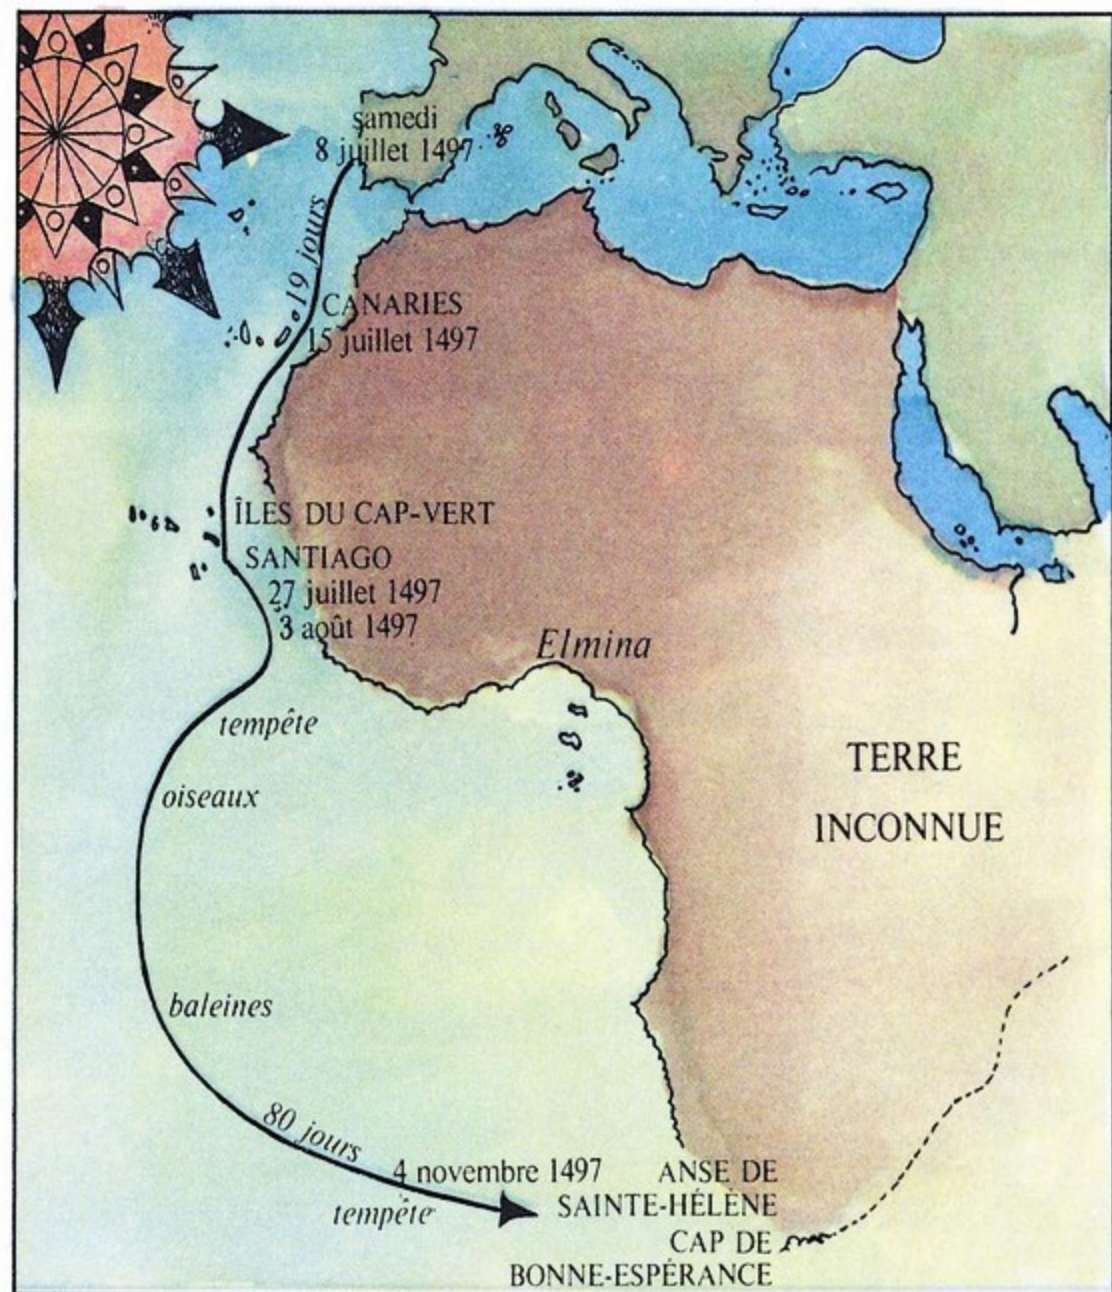 samedi
8 juillet 1497
19 jours
CANARIES
15 juillet 1497
ÎLES DU CAP-VERT
SANTIAGO
27 juillet 1497
3 août 1497
Elmina
tempête
oiseaux
TERRE
INCONNUE
baleines
80 jours
4 novembre 1497
tempête
ANSE DE
SAINTE-HÉLÈNE
CAP DE
BONNE-ESPÉRANCE